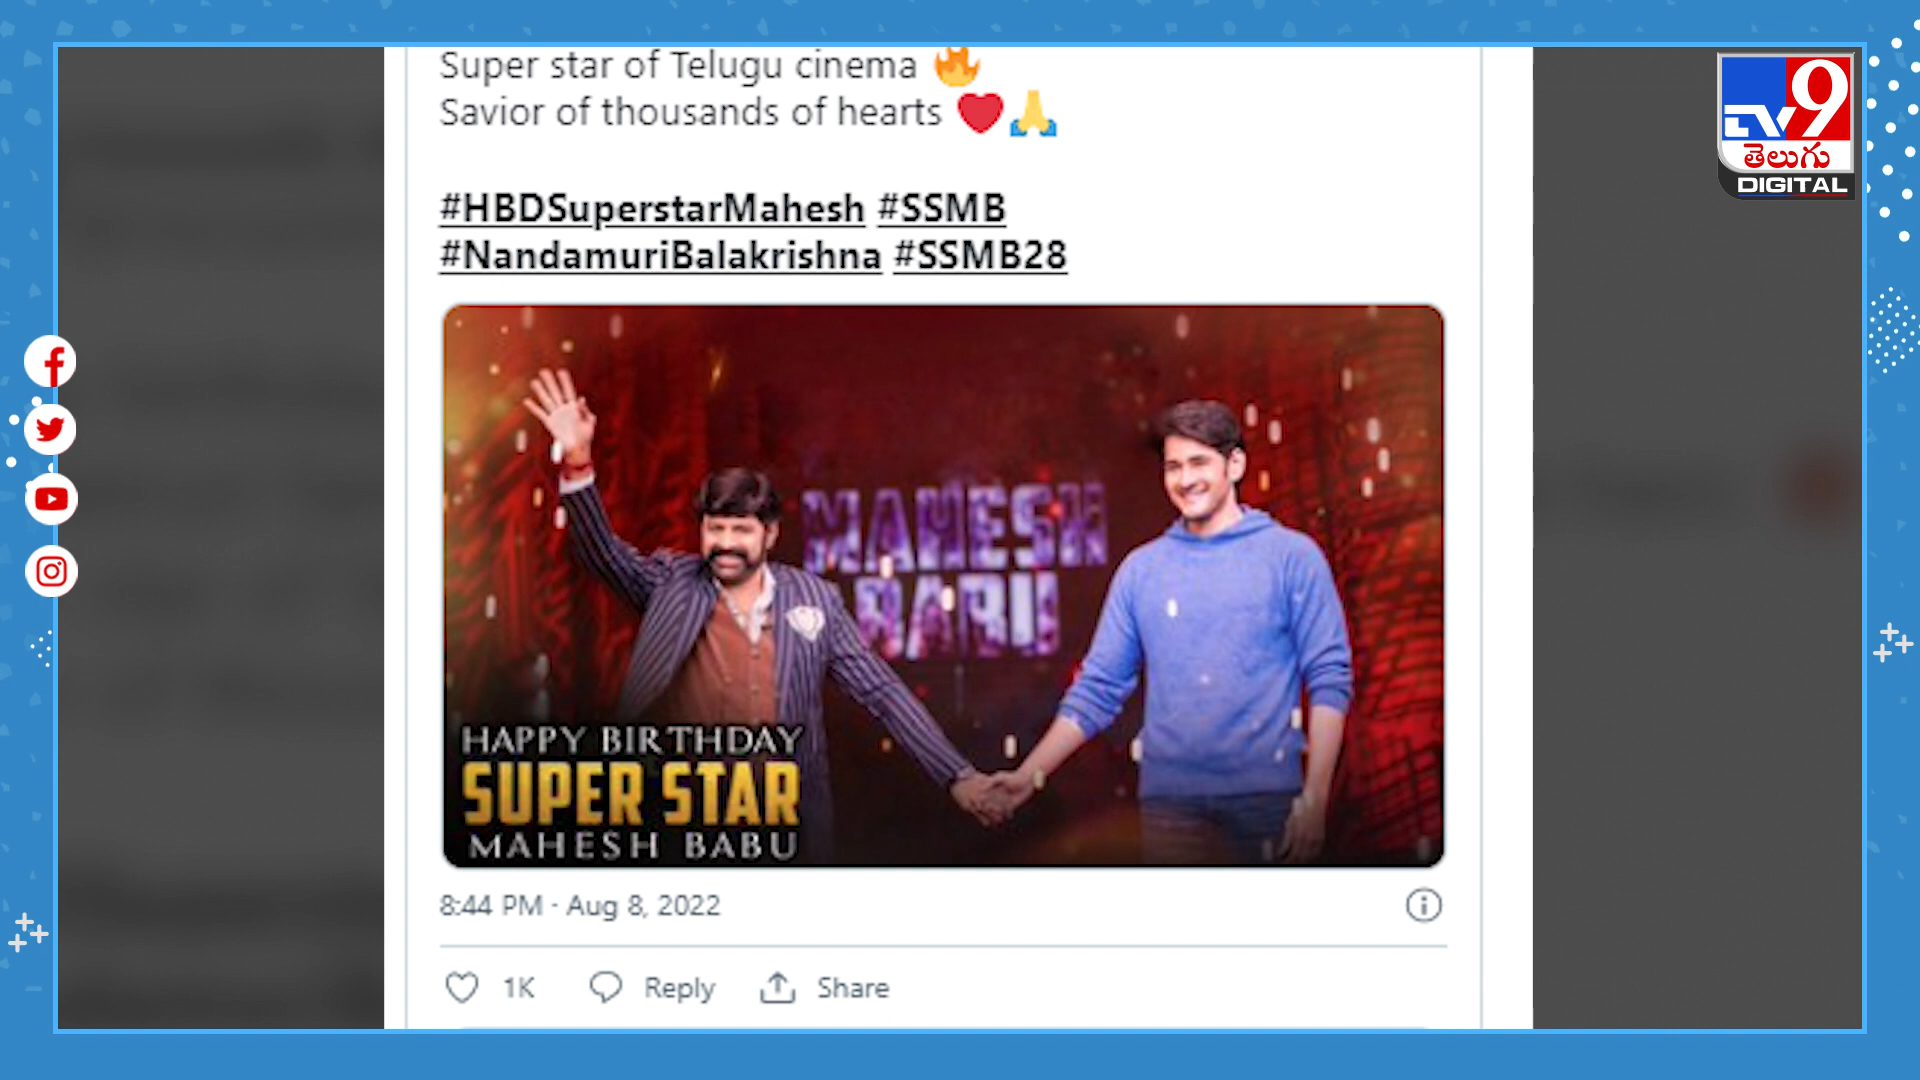 Super star of Telugu cinema 🔥
Savior of thousands of hearts ❤️🙏
#HBDSuperstarMahesh #SSMB
#NandamuriBalakrishna #SSMB28
MAHESH
BABU
HAPPY BIRTHDAY
SUPER STAR
MAHESH BABU
8:44 PM · Aug 8, 2022
1K Reply Share
TV9
తెలుగు
DIGITAL